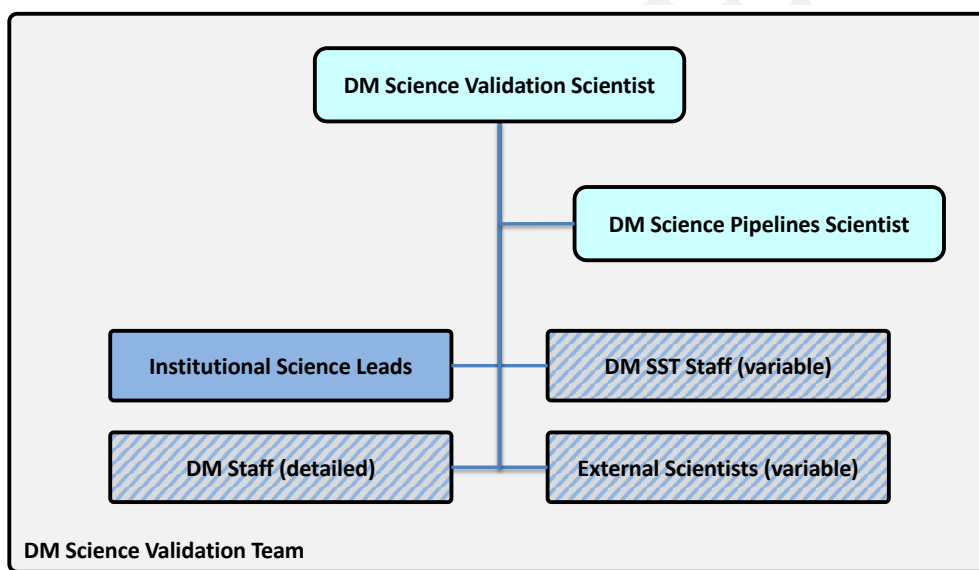 DM Science Validation Scientist
DM Science Pipelines Scientist
Institutional Science Leads
DM SST Staff (variable)
DM Staff (detailed)
External Scientists (variable)
DM Science Validation Team